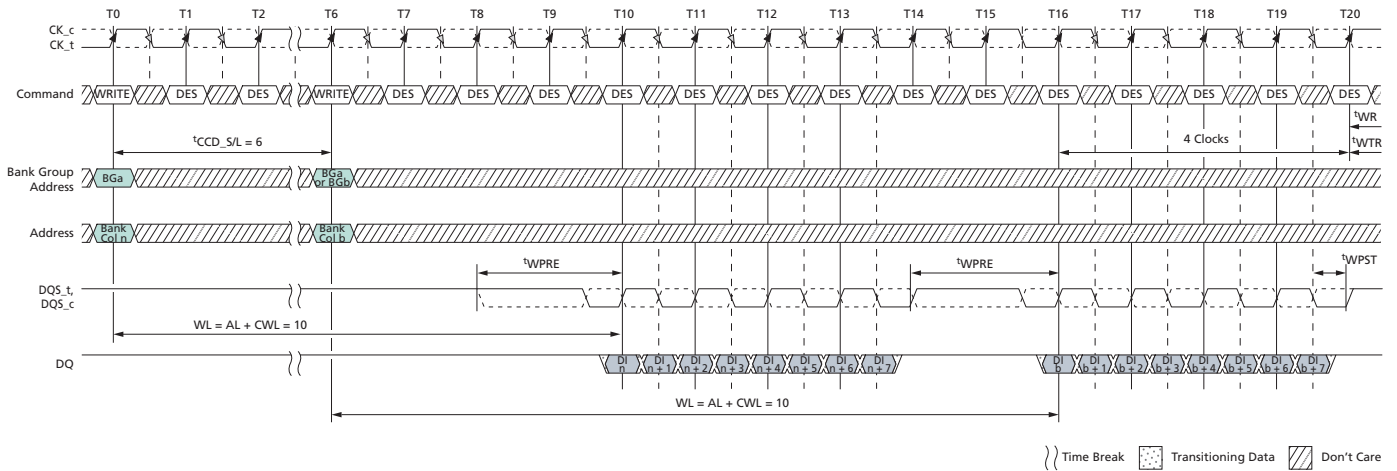 T0 T1 T2 T6 T7 T8 T9 T10 T11 T12 T13 T14 T15 T16 T17 T18 T19 T20
CK_c
CK_t
Command WRITE DES DES WRITE DES DES DES DES DES DES DES DES DES DES DES DES DES DES
tWR
tCCD_S/L = 6 4 Clocks tWTR
Bank Group
Address
BGa
BGa
or BGb
Address
Bank
Col n
Bank
Col b
tWPRE tWPRE tWPST
DQS_t,
DQS_c
WL = AL + CWL = 10
DQ
DI
n
DI
n + 1
DI
n + 2
DI
n + 3
DI
n + 4
DI
n + 5
DI
n + 6
DI
n + 7
DI
b
DI
b + 1
DI
b + 2
DI
b + 3
DI
b + 4
DI
b + 5
DI
b + 6
DI
b + 7
WL = AL + CWL = 10
Time Break Transitioning Data Don't Care